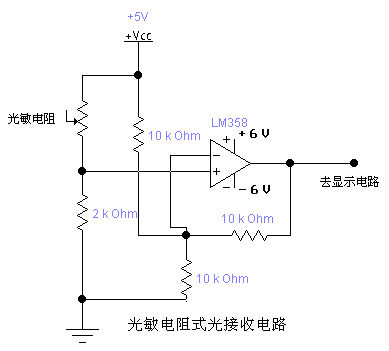 +5V
+Vcc
光敏电阻
10 k Ohm
LM358
+ 6 V
- 6 V
去显示电路
2 k Ohm
10 k Ohm
10 k Ohm
光敏电阻式光接收电路